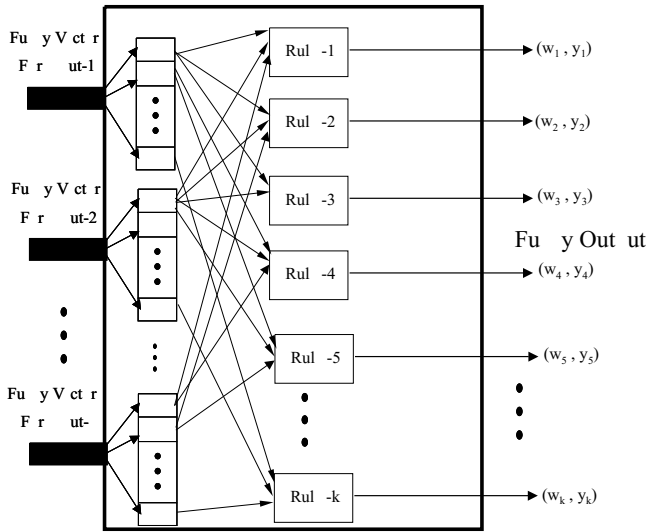 Fu y V ct r
F r ut-1
Fu y V ct r
F r ut-2
Fu y V ct r
F r ut-
Rul -1
Rul -2
Rul -3
Rul -4
Rul -5
Rul -k
(w1 , y1)
(w2 , y2)
(w3 , y3)
Fu y Out ut
(w4 , y4)
(w5 , y5)
(wk , yk)